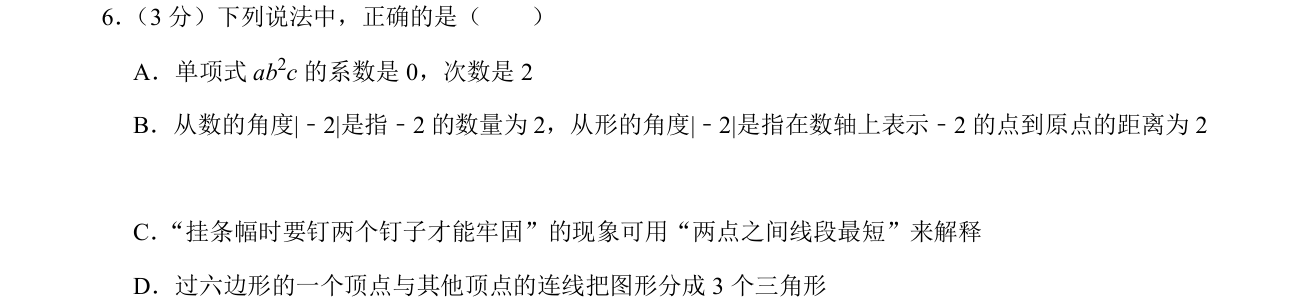 6．（3 分）下列说法中，正确的是（　　）
A．单项式 ab²c 的系数是 0，次数是 2
B．从数的角度|﹣2|是指﹣2 的数量为 2，从形的角度|﹣2|是指在数轴上表示﹣2 的点到原点的距离为 2
C．“挂条幅时要钉两个钉子才能牢固”的现象可用“两点之间线段最短”来解释
D．过六边形的一个顶点与其他顶点的连线把图形分成 3 个三角形